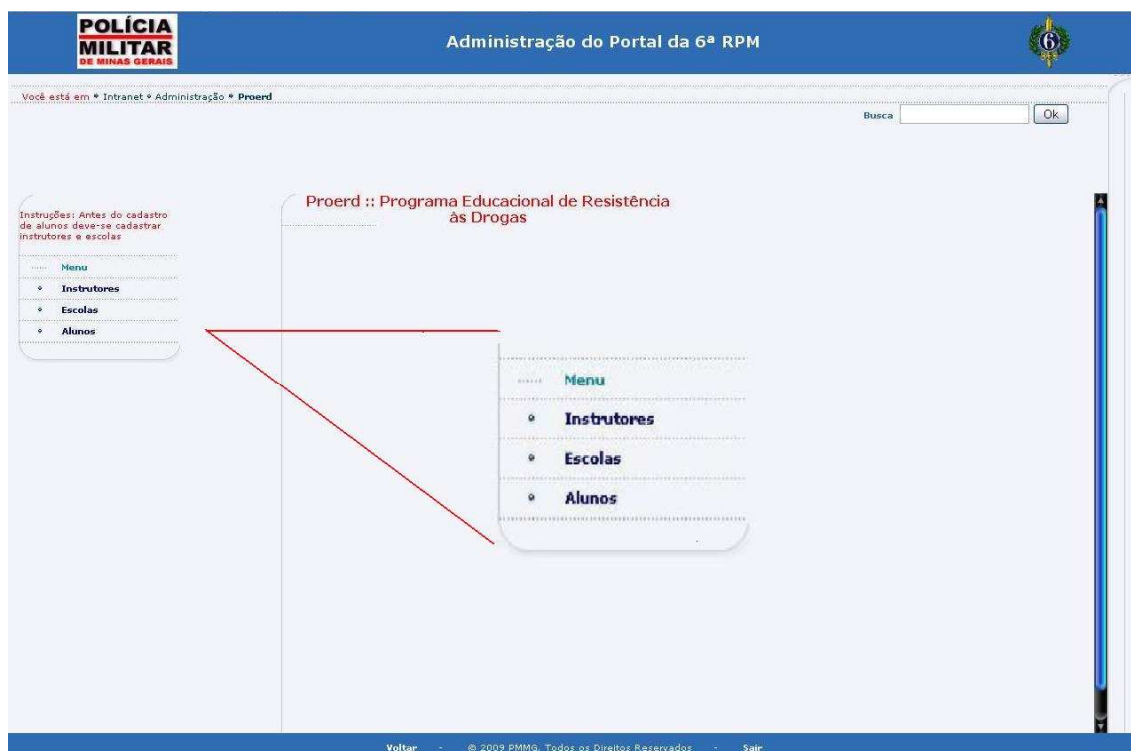 POLÍCIA
MILITAR
DE MINAS GERAIS
Administração do Portal da 6ª RPM
6
Você está em • Intranet • Administração • Proerd
Busca
Ok
Instruções: Antes do cadastro
de alunos deve-se cadastrar
instrutores e escolas
Menu
Instrutores
Escolas
Alunos
Proerd :: Programa Educacional de Resistência
às Drogas
Menu
Instrutores
Escolas
Alunos
Voltar - © 2009 PMMG. Todos os Direitos Reservados - Sair